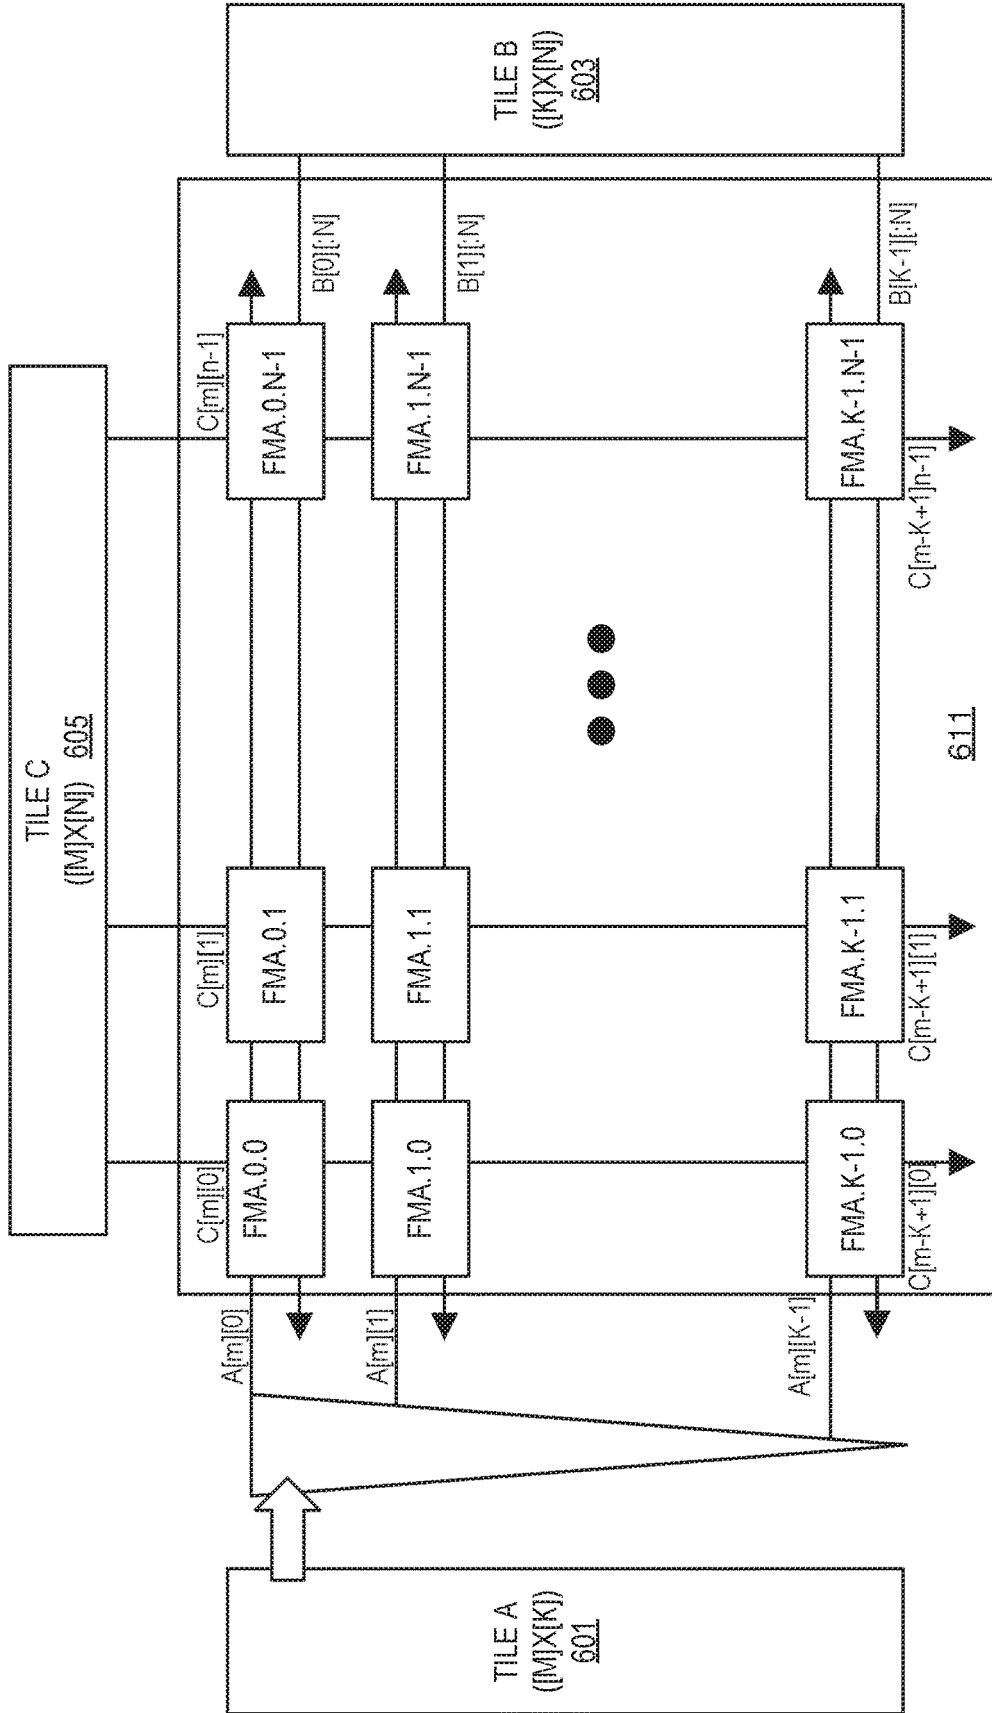 TILE C
([M]X[N]) 605
C[m][0]
C[m][1]
C[m][n-1]
A[m][0]
FMA.0.0
FMA.0.1
FMA.0.N-1
B[0][:N]
A[m][1]
FMA.1.0
FMA.1.1
FMA.1.N-1
B[1][:N]
TILE A
([M]X[K])
601
TILE B
([K]X[N])
603
A[m][K-1]
FMA.K-1.0
FMA.K-1.1
FMA.K-1.N-1
B[K-1][:N]
C[m-K+1][0]
C[m-K+1][1]
C[m-K+1]n-1]
611